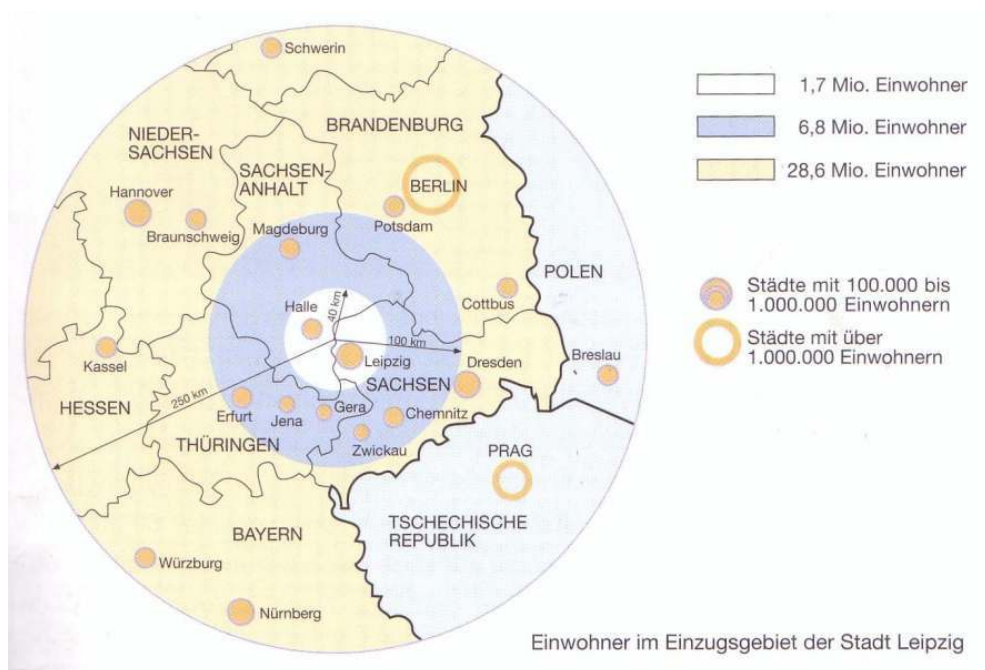 Schwerin
NIEDER-
SACHSEN
BRANDENBURG
SACHSEN-
ANHALT
BERLIN
Hannover
Braunschweig
Potsdam
Magdeburg
POLEN
Cottbus
Halle
40 km
100 km
Leipzig
Dresden
Breslau
Kassel
SACHSEN
HESSEN
250 km
Erfurt
Jena
Gera
Chemnitz
Zwickau
THÜRINGEN
PRAG
TSCHECHISCHE
REPUBLIK
BAYERN
Würzburg
Nürnberg
1,7 Mio. Einwohner
6,8 Mio. Einwohner
28,6 Mio. Einwohner
Städte mit 100.000 bis
1.000.000 Einwohnern
Städte mit über
1.000.000 Einwohnern
Einwohner im Einzugsgebiet der Stadt Leipzig